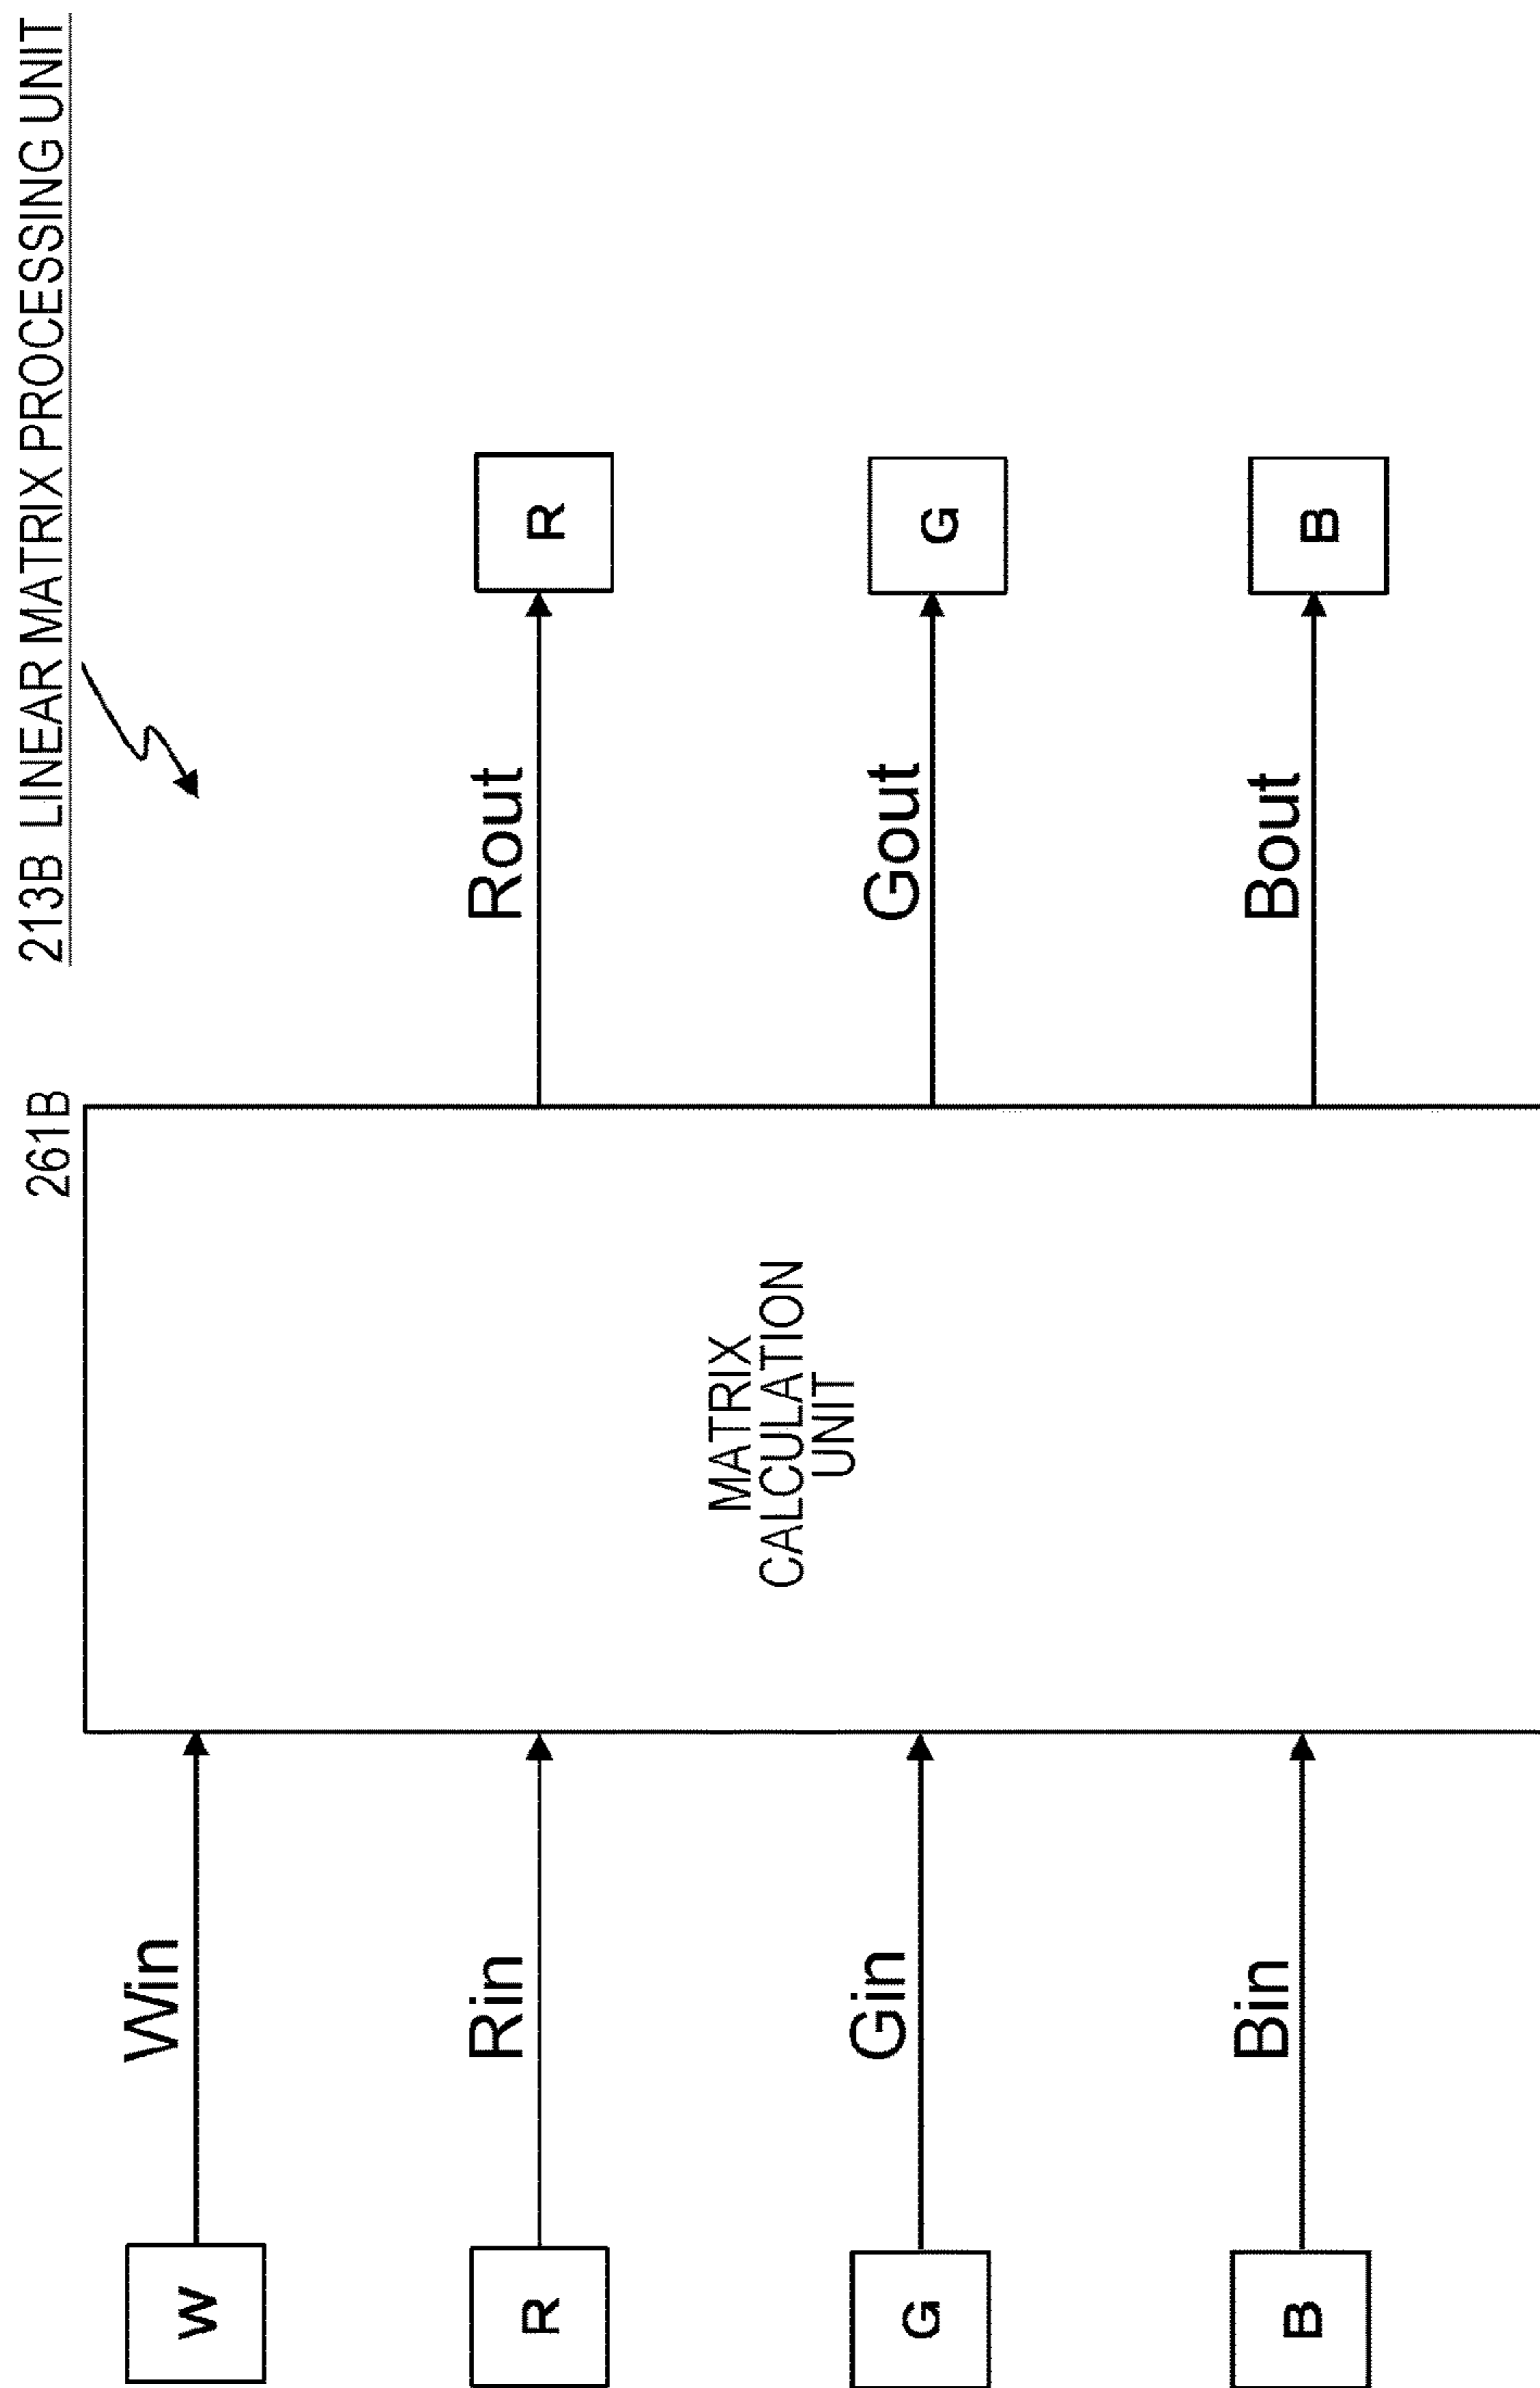 213B LINEAR MATRIX PROCESSING UNIT
261B
W
Win
R
Rin
G
Gin
B
Bin
MATRIX
CALCULATION
UNIT
Rout
R
Gout
G
Bout
B